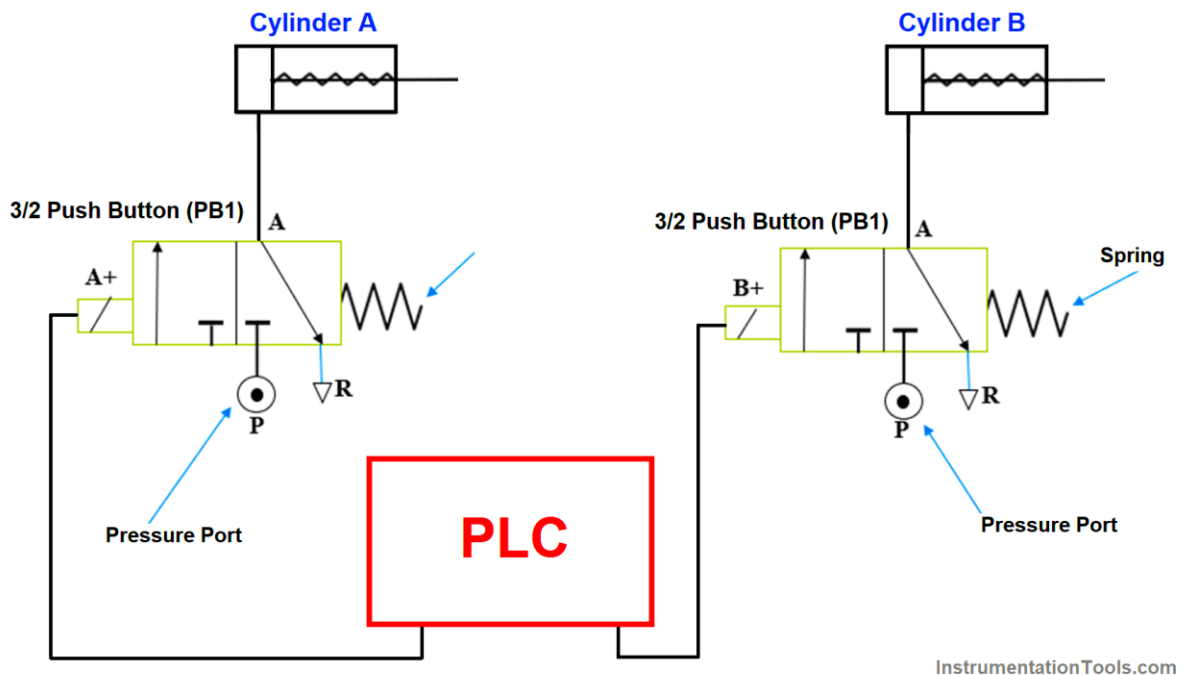 Cylinder A
Cylinder B
3/2 Push Button (PB1)
A
3/2 Push Button (PB1)
A
Spring
A+
B+
R
P
R
P
Pressure Port
Pressure Port
PLC
InstrumentationTools.com